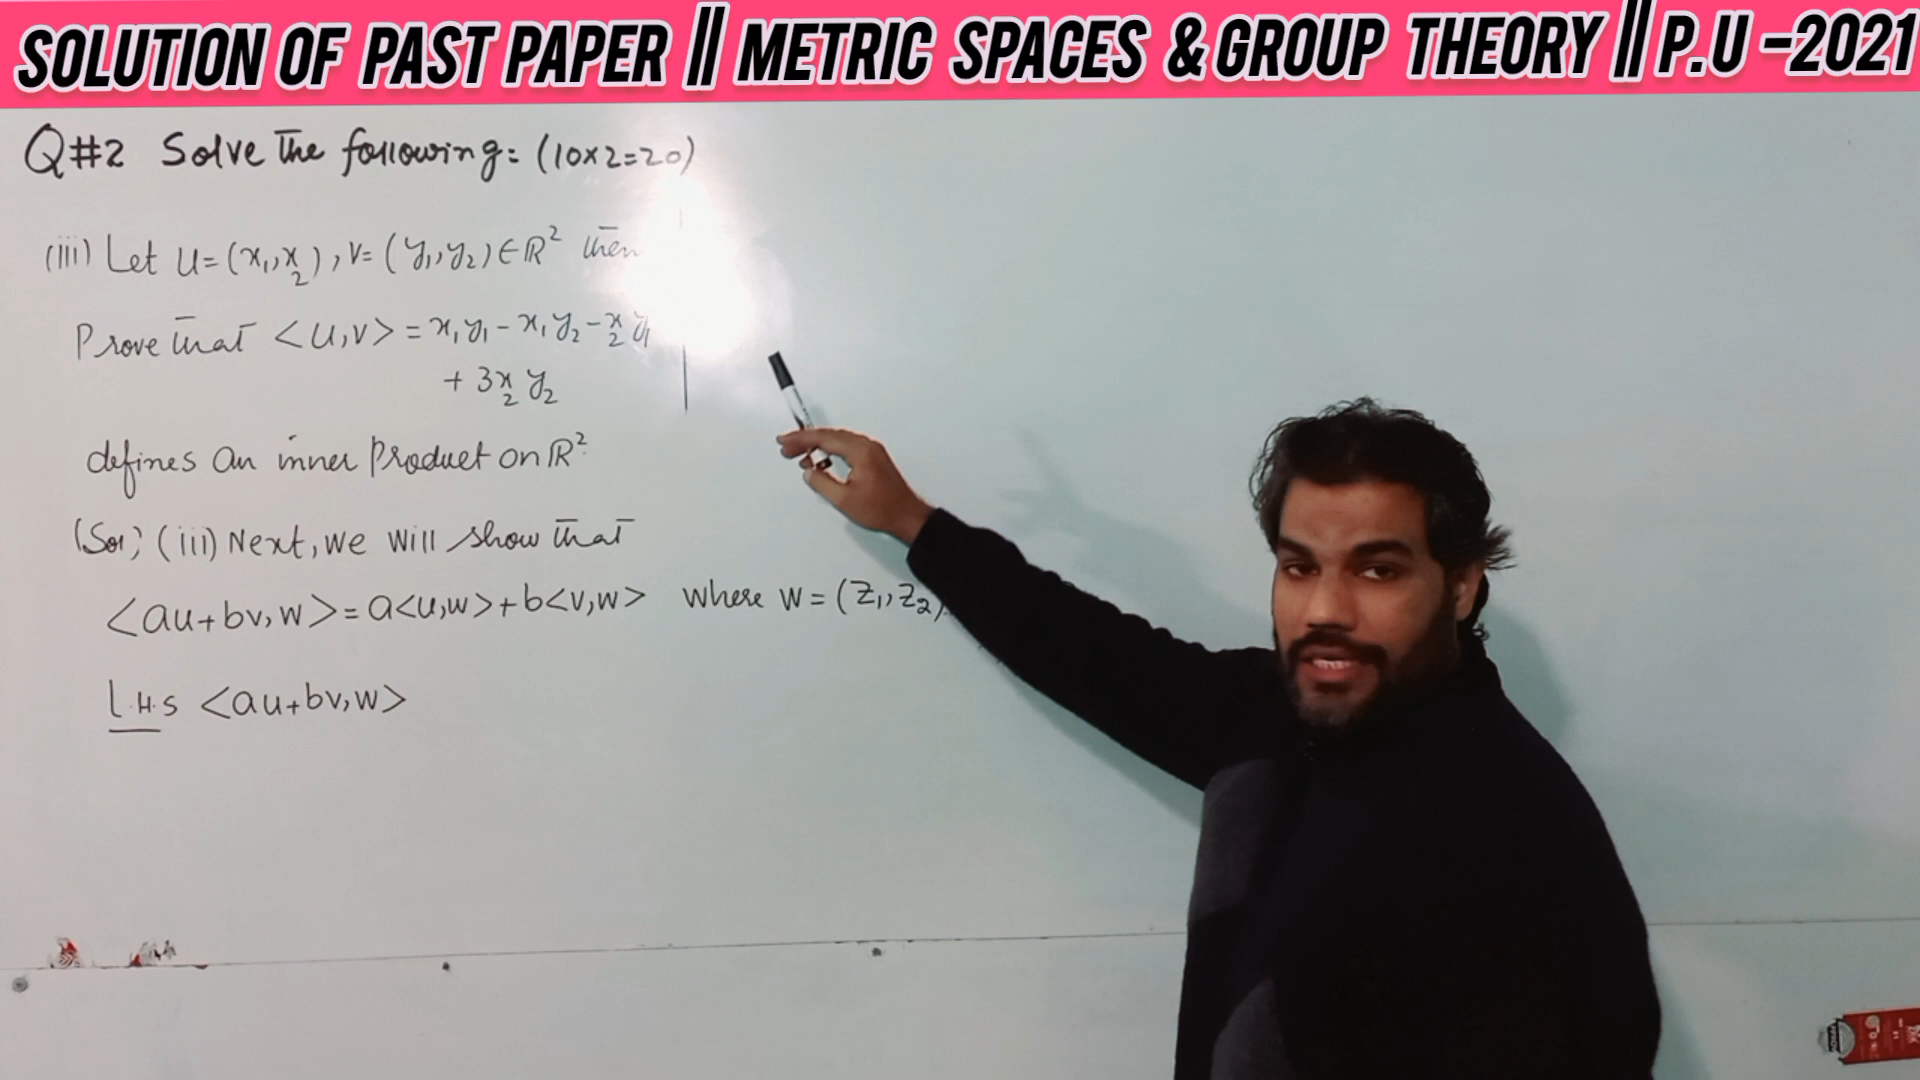 SOLUTION OF PAST PAPER || METRIC SPACES & GROUP THEORY || P.U -2021
Q#2 Solve The following: (10×2=20)
(iii) Let U=(x₁,x₂), V=(y₁,y₂)∈ℝ² then
Prove that <U,V> = x₁y₁-x₁y₂-x₂y₁
+ 3x₂y₂
defines an inner Product on ℝ².
(Sol) (iii) Next, we will show that
<au+bv,w>=a<u,w>+b<v,w> where w=(z₁,z₂)
L.H.S <au+bv,w>